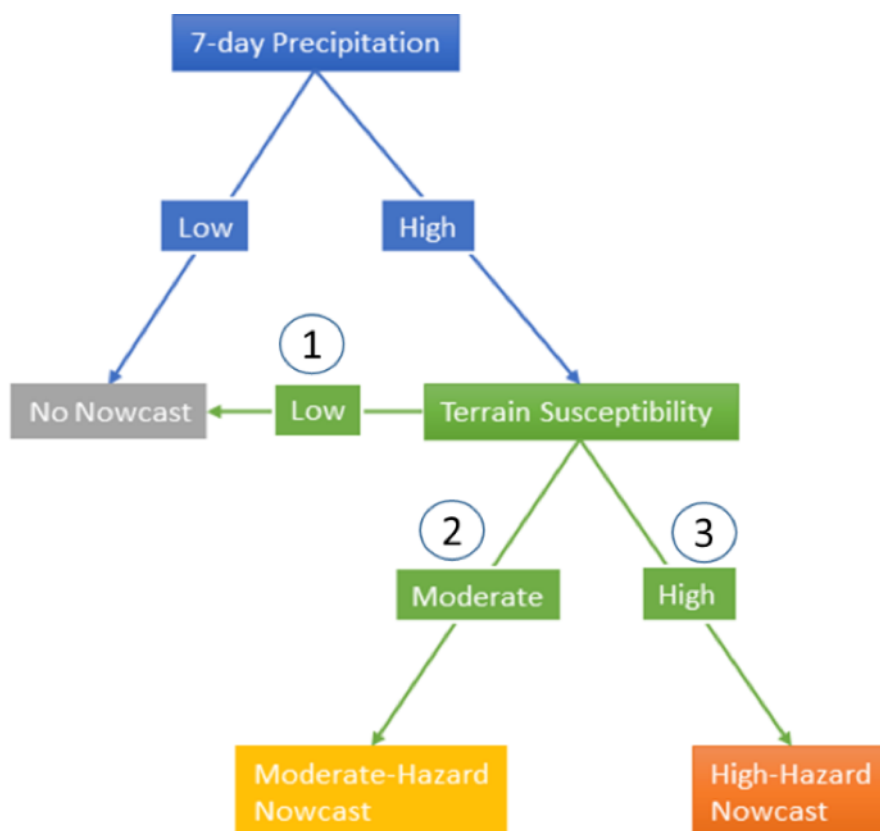 7-day Precipitation
Low
High
1
No Nowcast
Low
Terrain Susceptibility
2
3
Moderate
High
Moderate-Hazard
Nowcast
High-Hazard
Nowcast